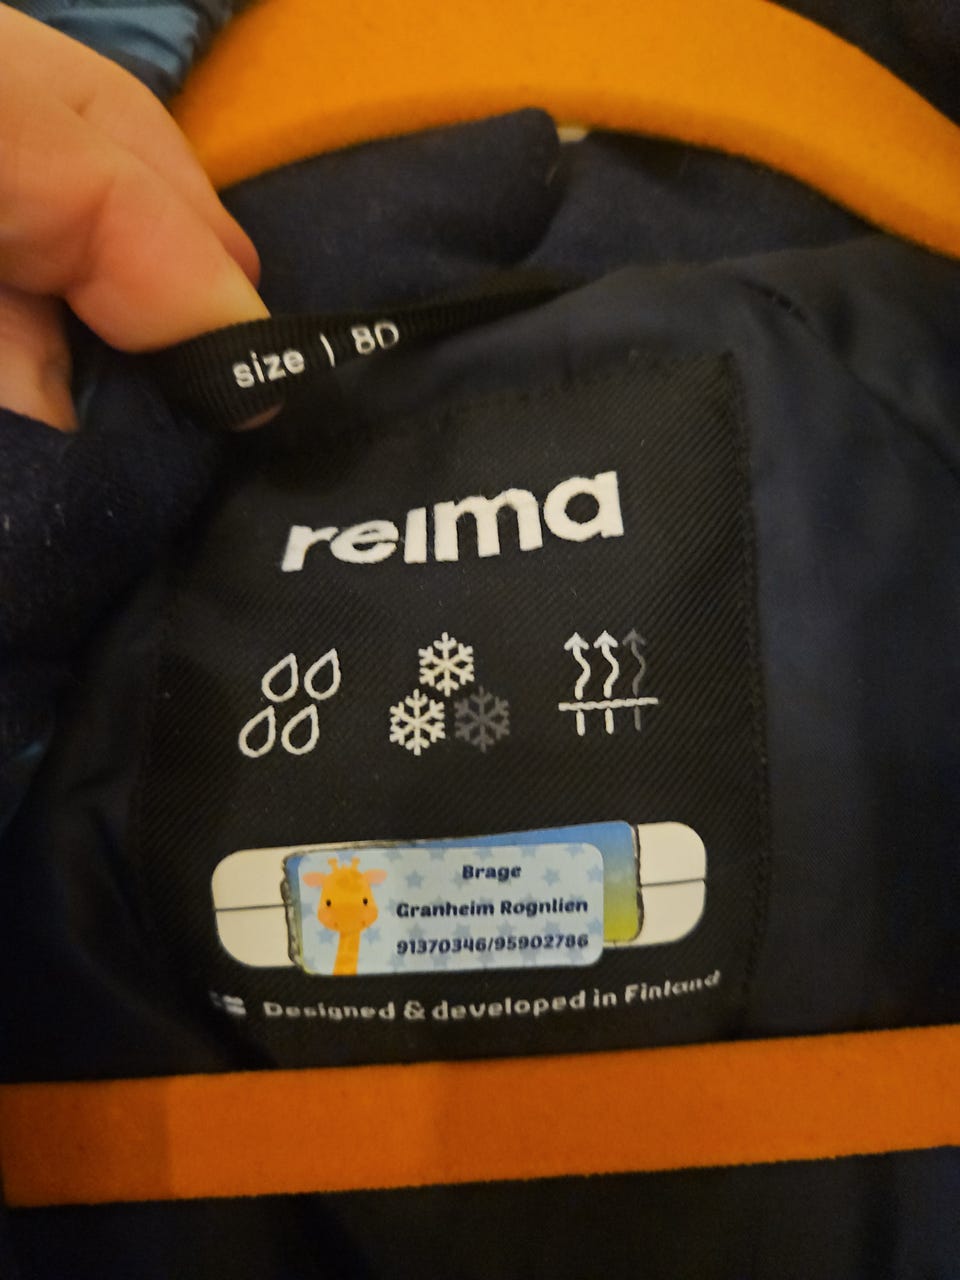 size | 80
reima
Brage
Granheim Rognlien
91370346/95902786
Designed & developed in Finland